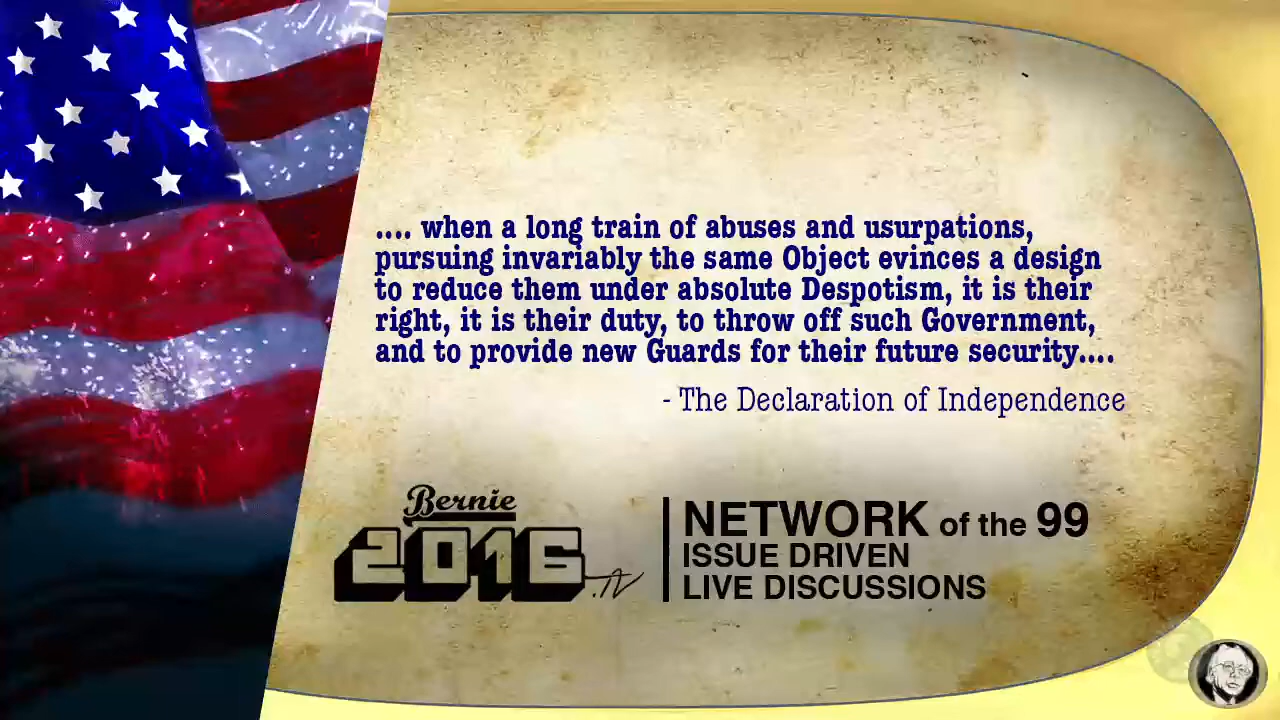 .... when a long train of abuses and usurpations,
pursuing invariably the same Object evinces a design
to reduce them under absolute Despotism, it is their
right, it is their duty, to throw off such Government,
and to provide new Guards for their future security....
- The Declaration of Independence
Bernie
2016
.TV
NETWORK of the 99
ISSUE DRIVEN
LIVE DISCUSSIONS